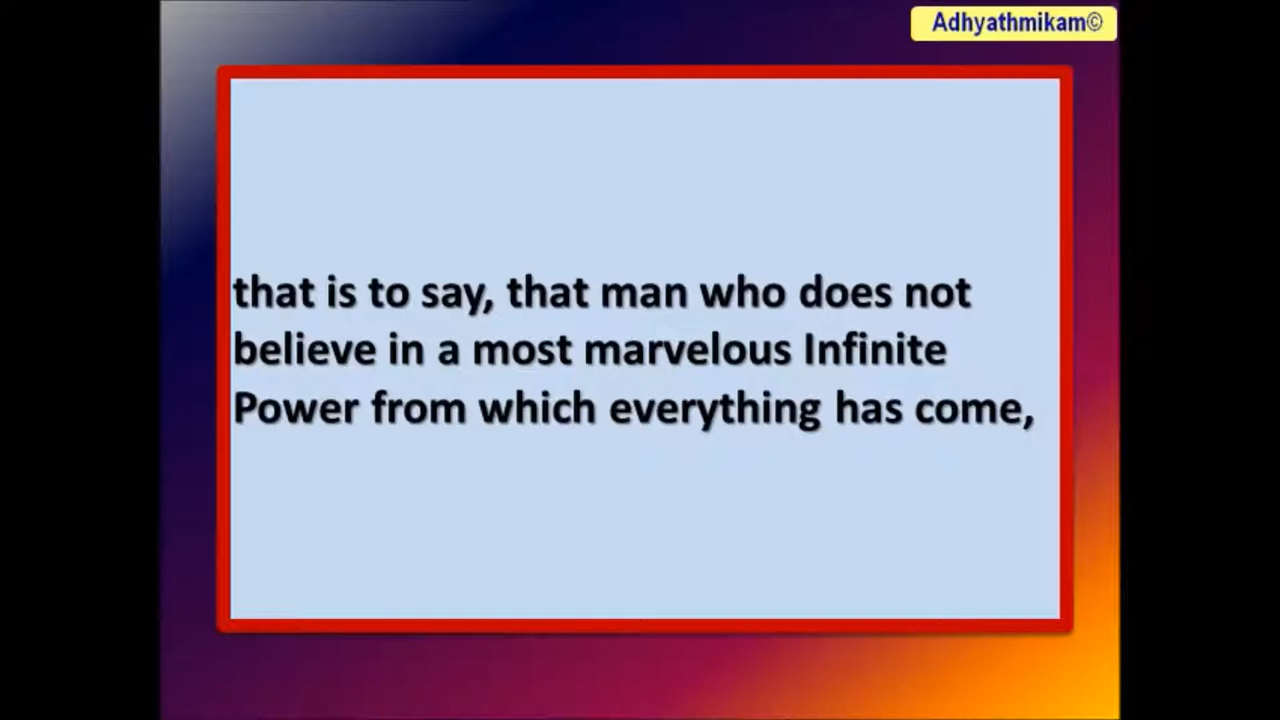 Adhyathmikam©
that is to say, that man who does not
believe in a most marvelous Infinite
Power from which everything has come,